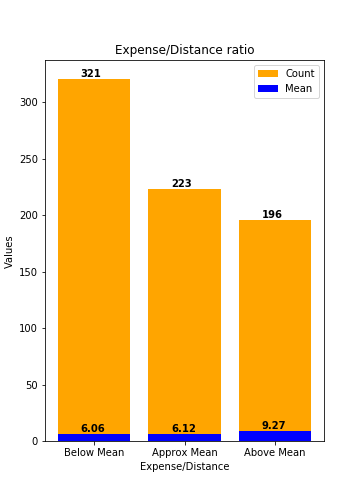 Expense/Distance ratio
Count
Mean
321
223
196
6.06
6.12
9.27
300
250
200
150
100
50
0
Values
Below Mean
Approx Mean
Above Mean
Expense/Distance